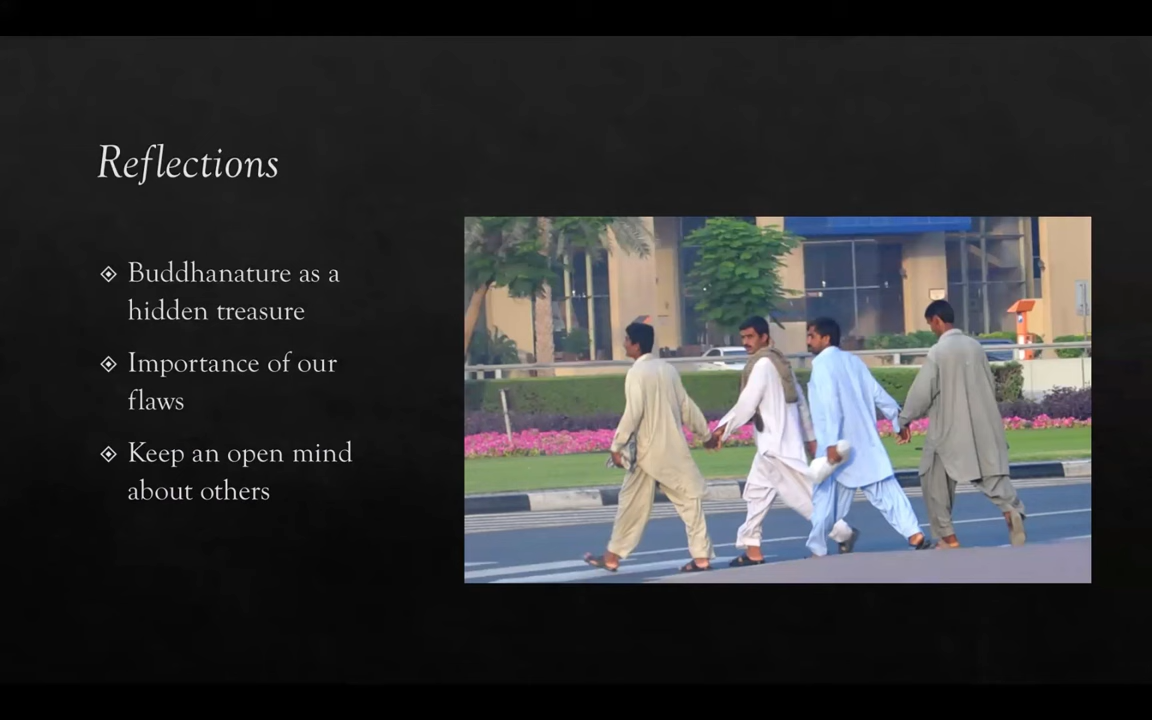 Reflections
Buddhanature as a
hidden treasure
Importance of our
flaws
Keep an open mind
about others